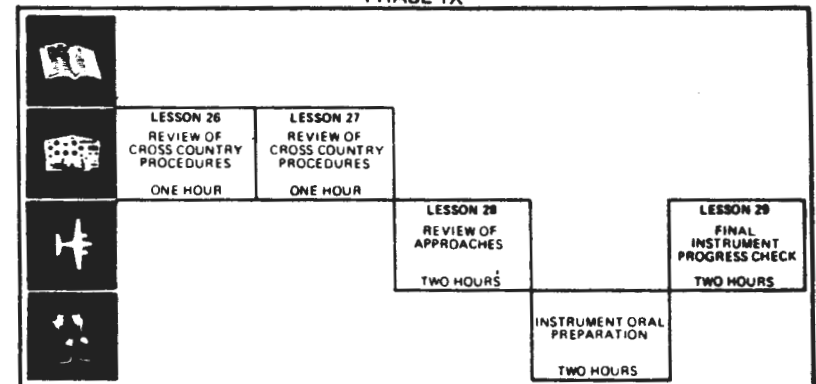 PHASE IX
LESSON 26
REVIEW OF
CROSS COUNTRY
PROCEDURES
ONE HOUR
LESSON 27
REVIEW OF
CROSS COUNTRY
PROCEDURES
ONE HOUR
LESSON 28
REVIEW OF
APPROACHES
TWO HOURS
LESSON 29
FINAL
INSTRUMENT
PROGRESS CHECK
TWO HOURS
INSTRUMENT ORAL
PREPARATION
TWO HOURS